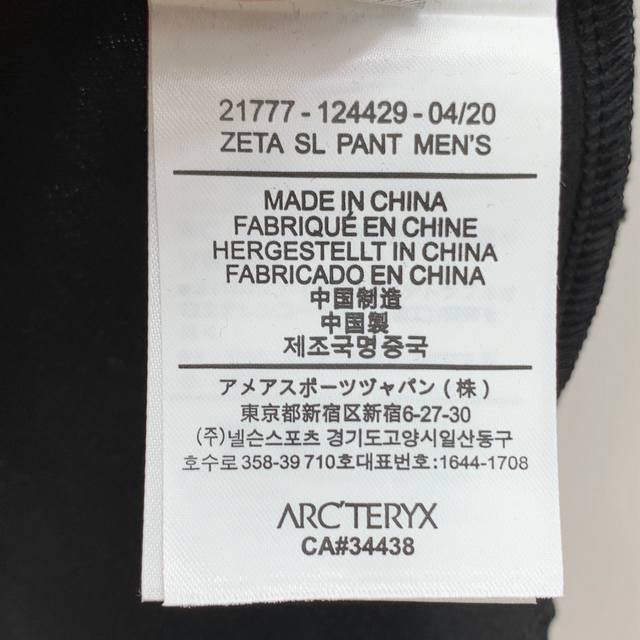 21777 - 124429 - 04/20
ZETA SL PANT MEN'S
MADE IN CHINA
FABRIQUÉ EN CHINE
HERGESTELLT IN CHINA
FABRICADO EN CHINA
中国制造
中国製
제조국명 중국
アメアスポーツヂャバン(株)
東京都新宿区新宿6-27-30
(주)넬슨스포츠 경기도고양시일산동구
호수로 358-39 710호대표번호:1644-1708
ARC'TERYX
CA#34438